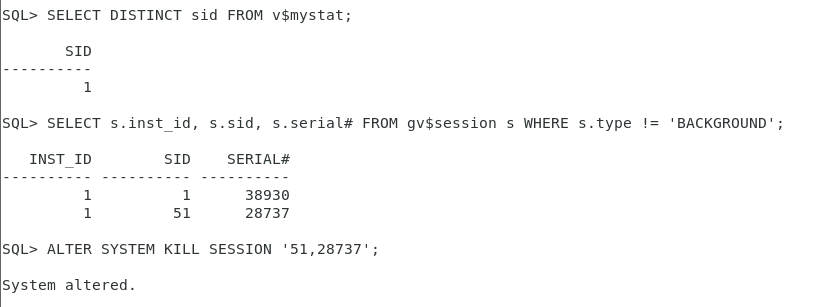 SQL> SELECT DISTINCT sid FROM v$mystat;
SID
----------
1
SQL> SELECT s.inst_id, s.sid, s.serial# FROM gv$session s WHERE s.type != 'BACKGROUND';
INST_ID SID SERIAL#
---------- ---------- ----------
1 1 38930
1 51 28737
SQL> ALTER SYSTEM KILL SESSION '51,28737';
System altered.